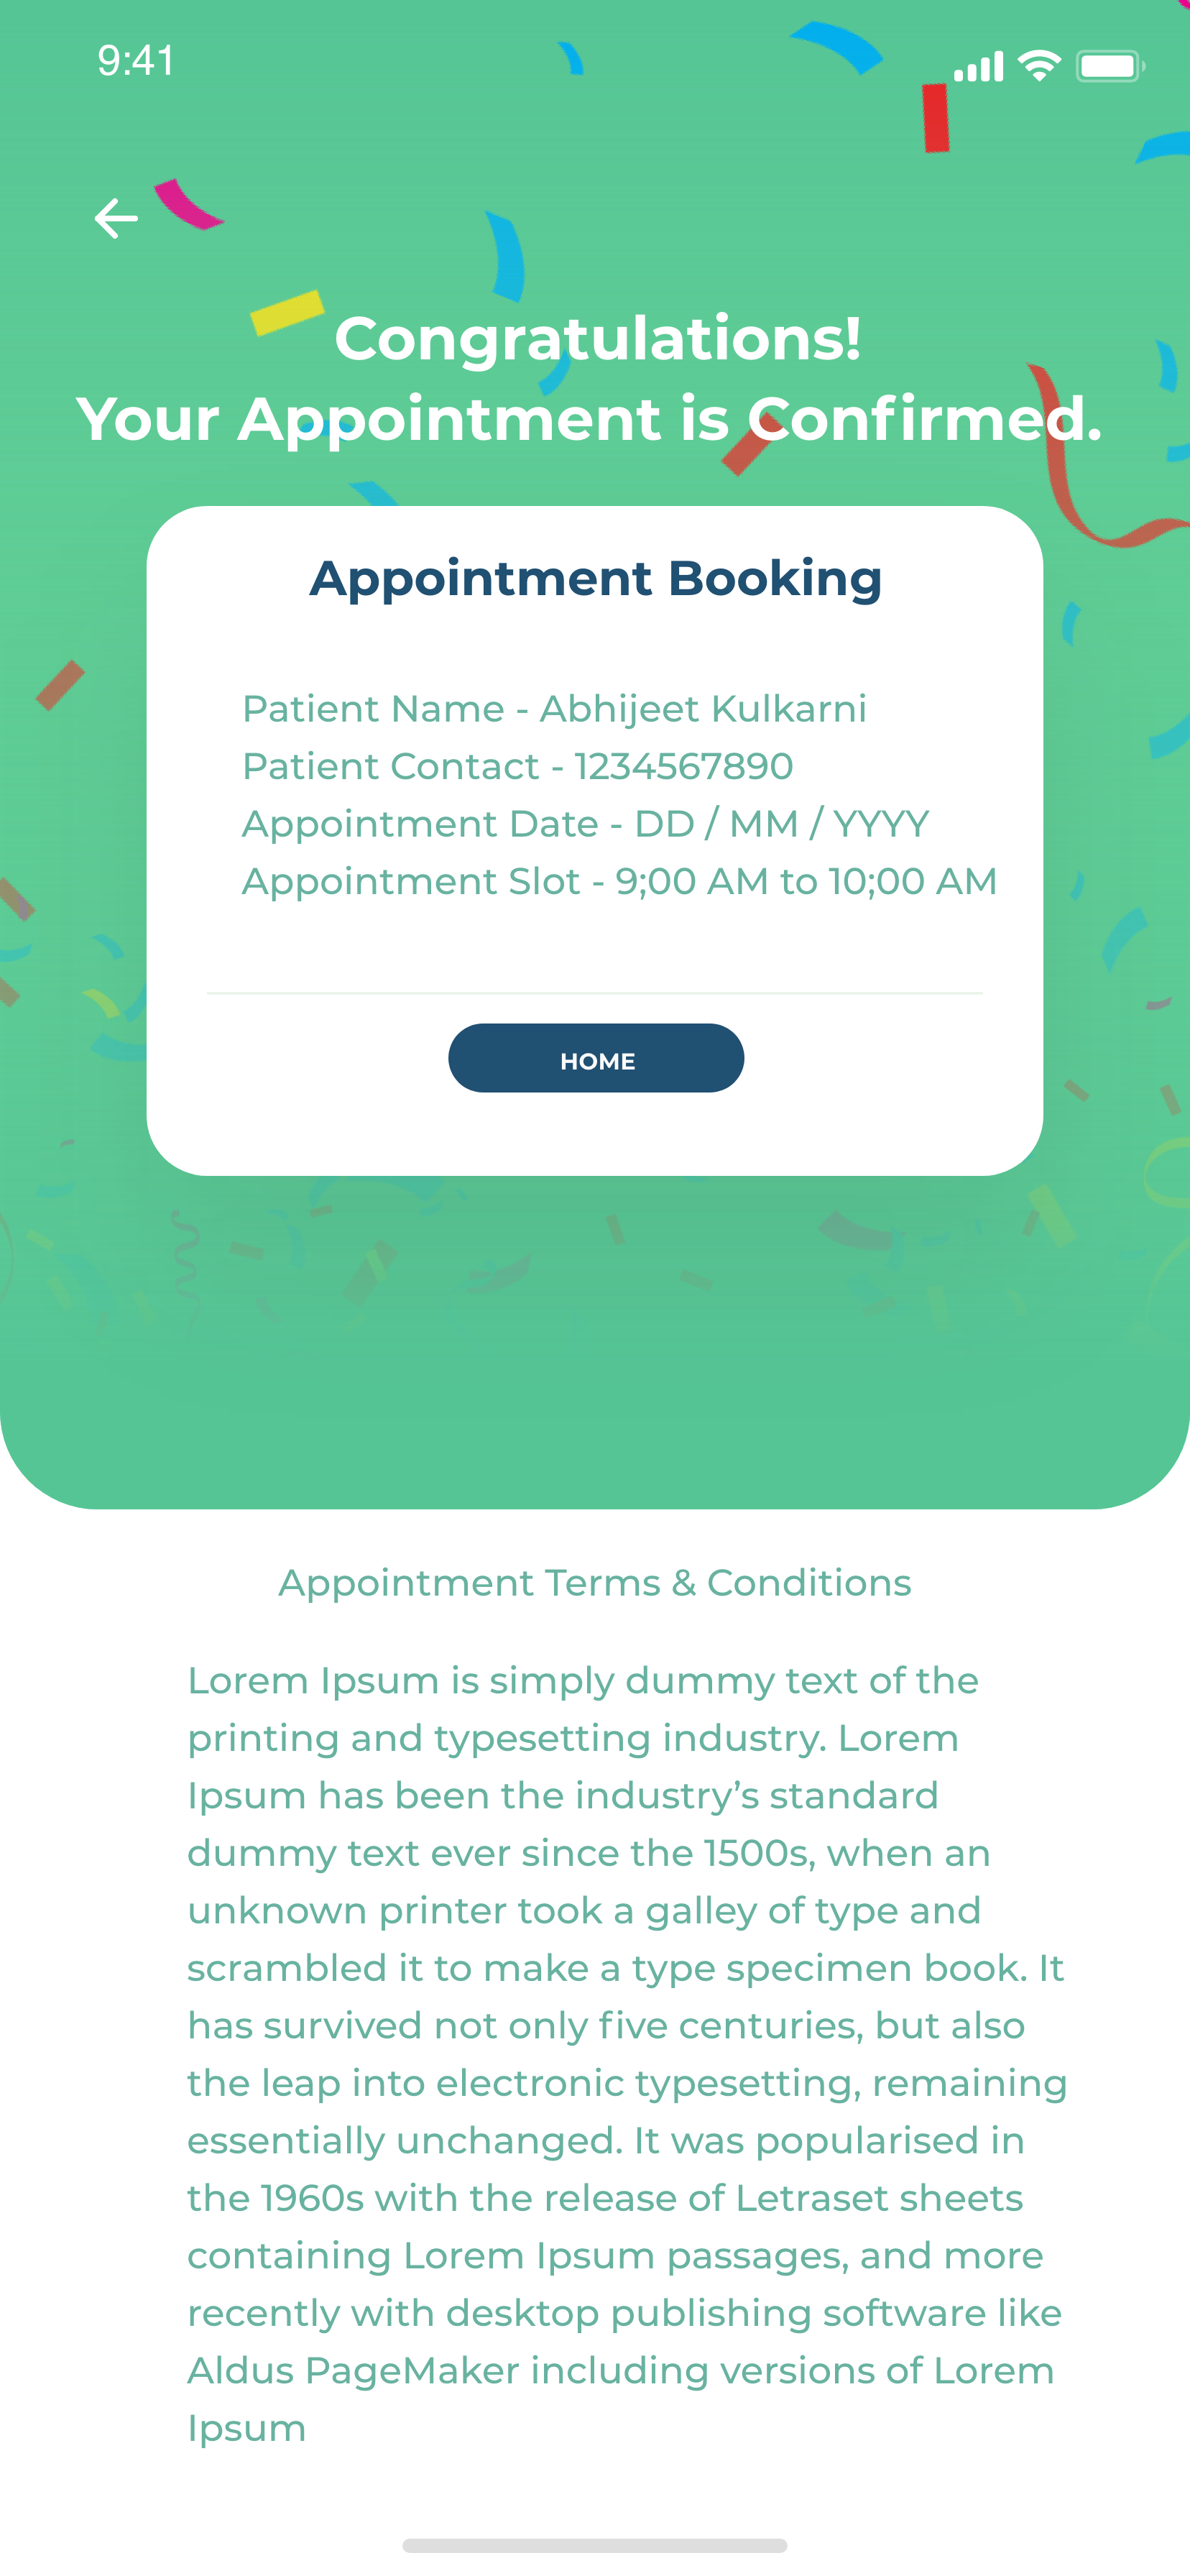 9:41
Congratulations!
Your Appointment is Confirmed.
Appointment Booking
Patient Name - Abhijeet Kulkarni
Patient Contact - 1234567890
Appointment Date - DD / MM / YYYY
Appointment Slot - 9;00 AM to 10;00 AM
HOME
Appointment Terms & Conditions
Lorem Ipsum is simply dummy text of the
printing and typesetting industry. Lorem
Ipsum has been the industry’s standard
dummy text ever since the 1500s, when an
unknown printer took a galley of type and
scrambled it to make a type specimen book. It
has survived not only five centuries, but also
the leap into electronic typesetting, remaining
essentially unchanged. It was popularised in
the 1960s with the release of Letraset sheets
containing Lorem Ipsum passages, and more
recently with desktop publishing software like
Aldus PageMaker including versions of Lorem
Ipsum